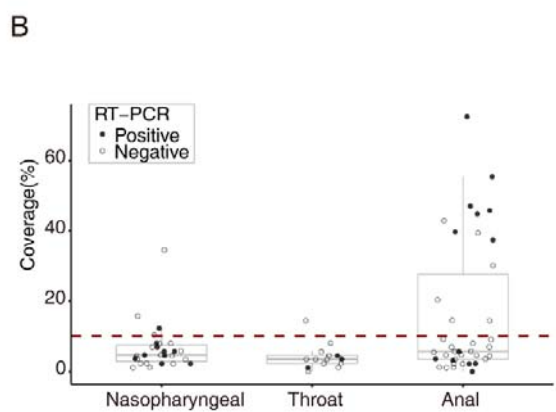 B
RT-PCR
Positive
Negative
Coverage(%)
60
40
20
0
Nasopharyngeal Throat Anal